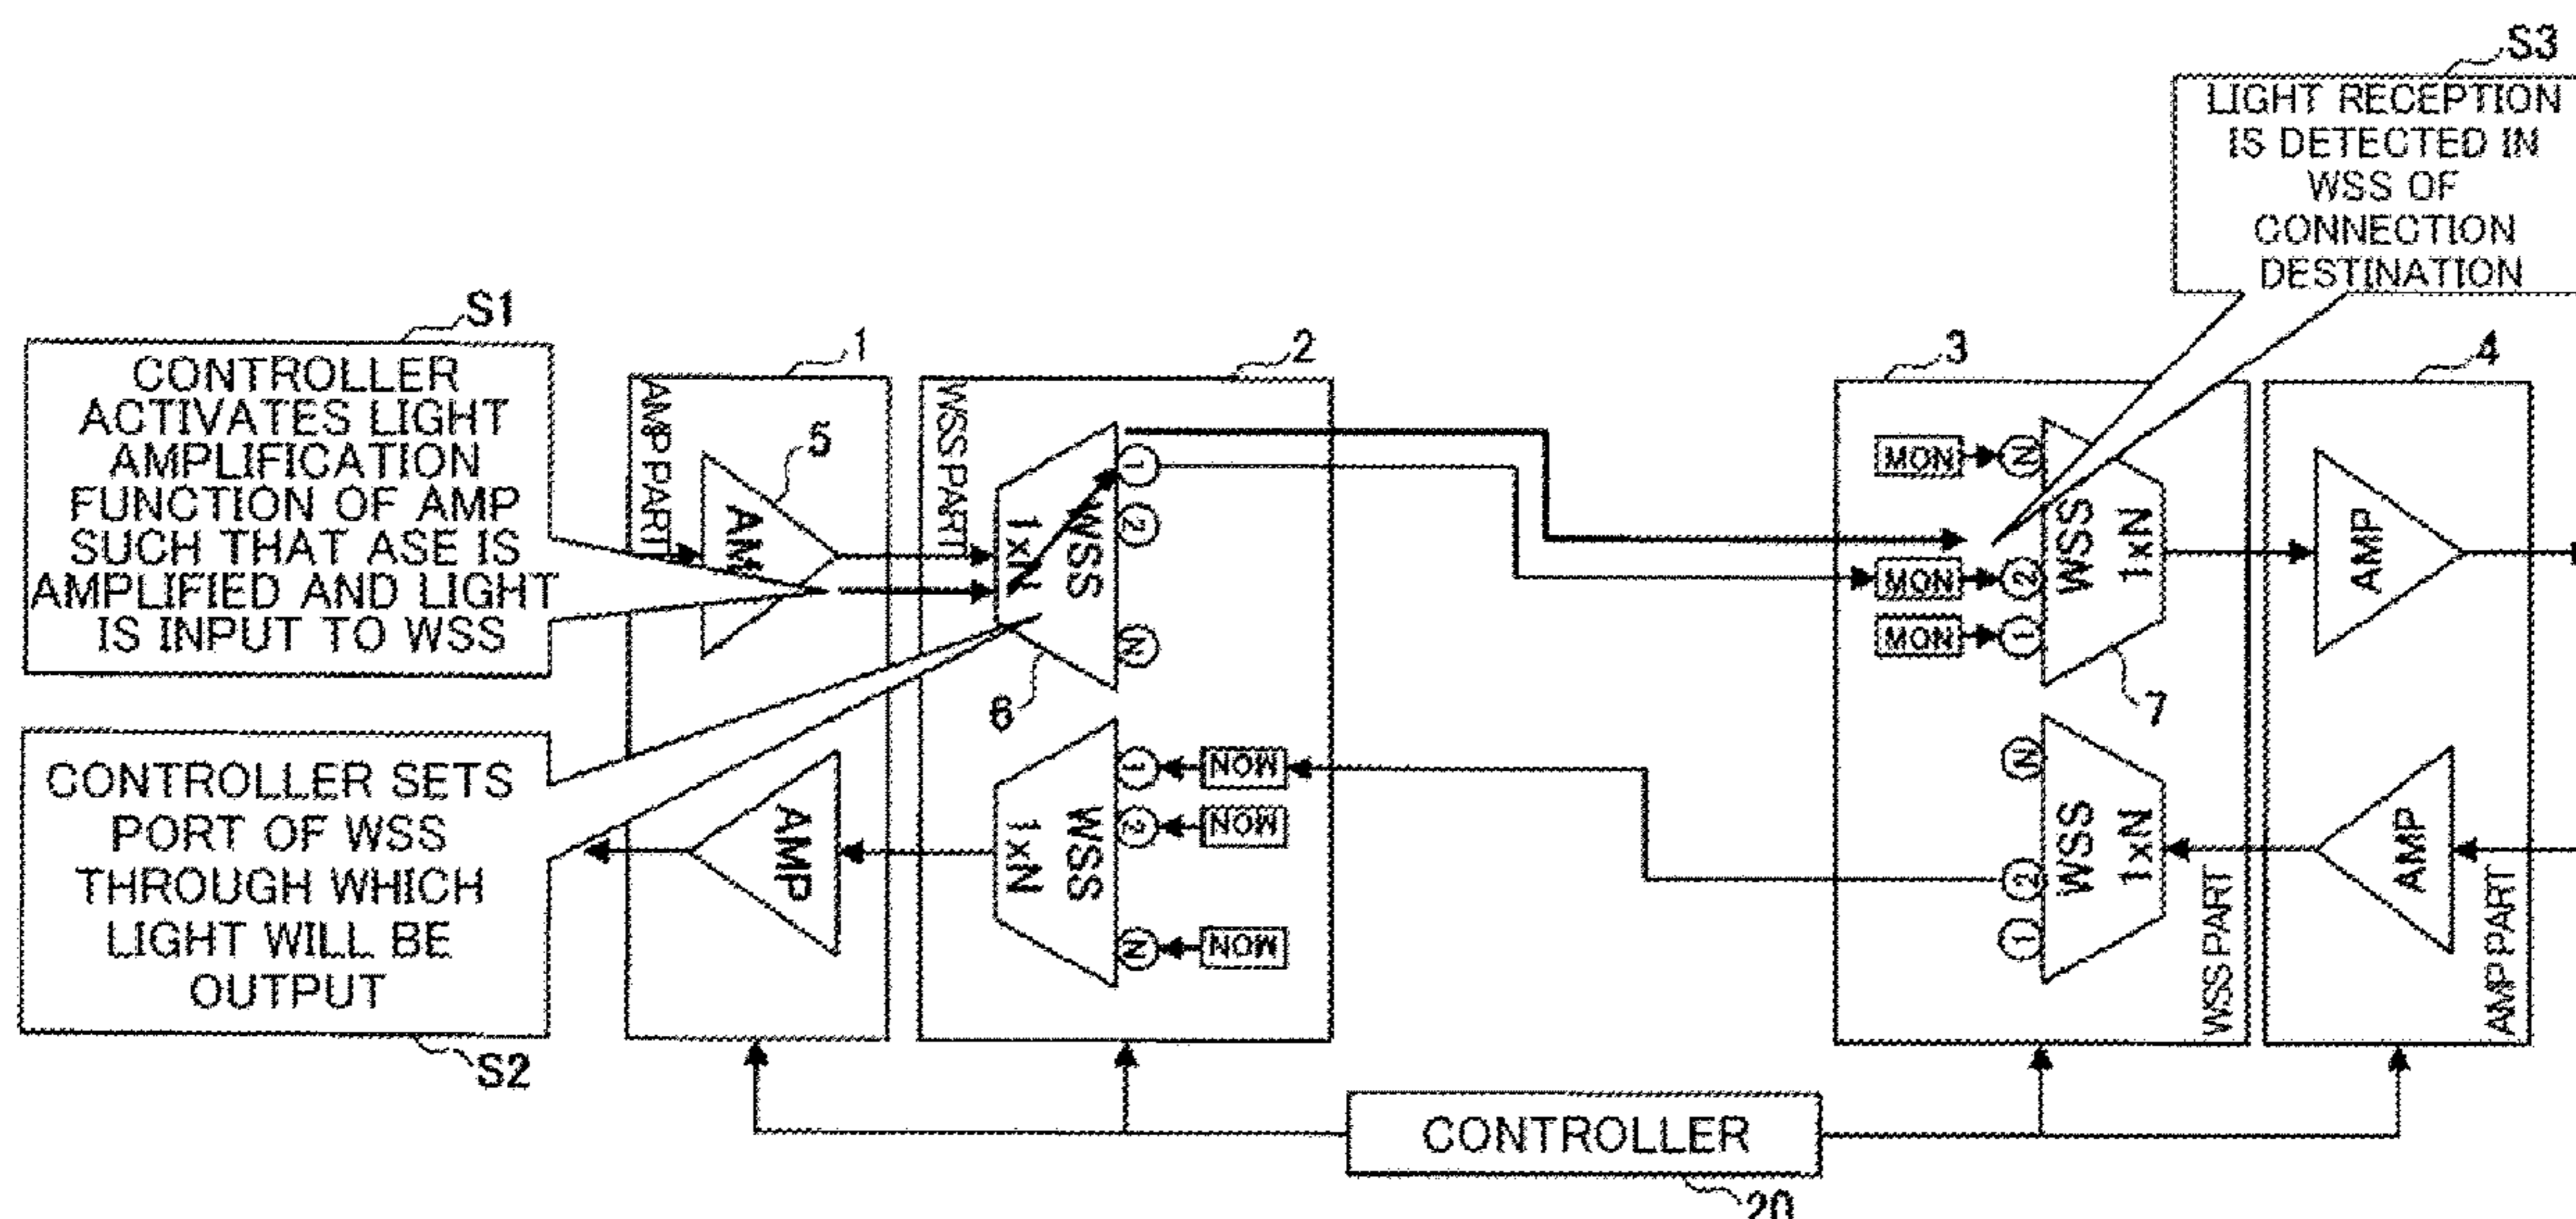 S3
LIGHT RECEPTION
IS DETECTED IN
WSS OF
CONNECTION
DESTINATION
S1
CONTROLLER
ACTIVATES LIGHT
AMPLIFICATION
FUNCTION OF AMP
SUCH THAT ASE IS
AMPLIFIED AND LIGHT
IS INPUT TO WSS
1
AMP PART
5
2
WSS PART
WSS
1xN
1
2
N
6
3
MON
N
MON
2
MON
1
WSS
1xN
7
4
AMP
CONTROLLER SETS
PORT OF WSS
THROUGH WHICH
LIGHT WILL BE
OUTPUT
S2
AMP
WSS
1xN
1
MON
2
MON
N
MON
N
2
1
WSS
1xN
WSS PART
AMP
AMP PART
CONTROLLER
20